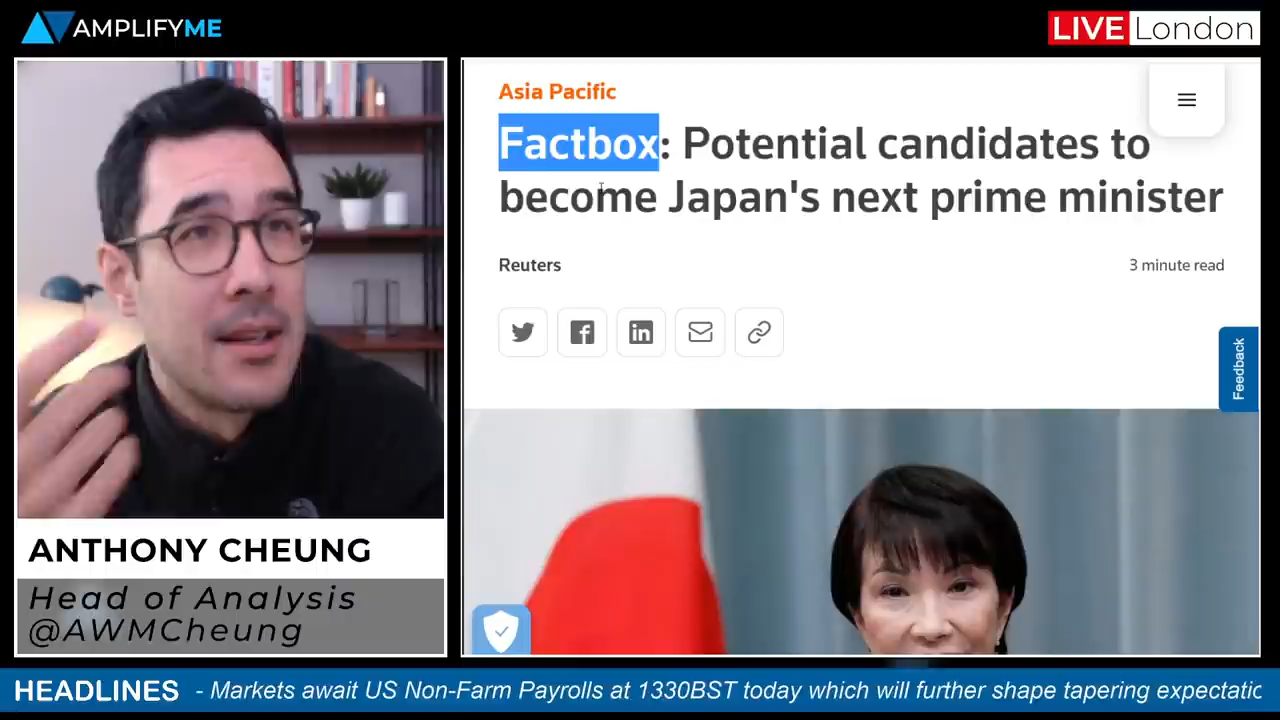 AMPLIFYME
LIVE London
Asia Pacific
Factbox: Potential candidates to
become Japan's next prime minister
Reuters
3 minute read
Feedback
ANTHONY CHEUNG
Head of Analysis
@AWMCheung
HEADLINES - Markets await US Non-Farm Payrolls at 1330BST today which will further shape tapering expectatic